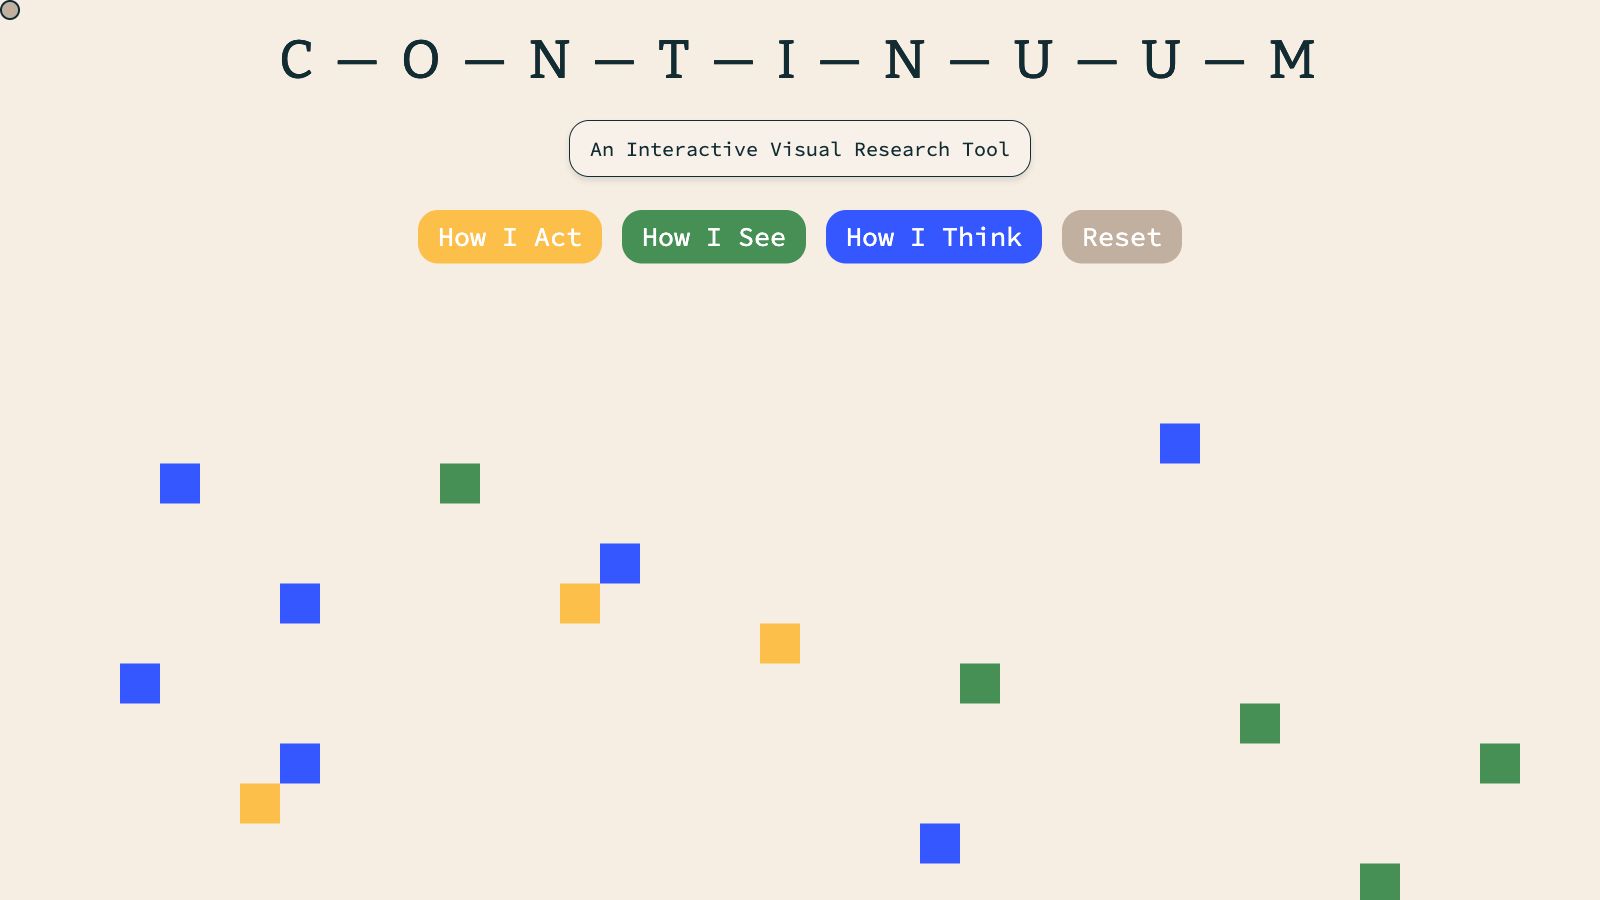 C — O — N — T — I — N — U — U — M
An Interactive Visual Research Tool
How I Act How I See How I Think Reset